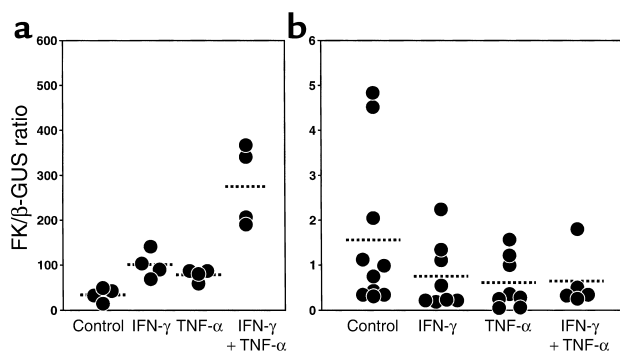 a
b
FK/β-GUS ratio
600
500
400
300
200
100
0
Control
IFN-γ
TNF-α
IFN-γ
+ TNF-α
6
5
4
3
2
1
0
Control
IFN-γ
TNF-α
IFN-γ
+ TNF-α